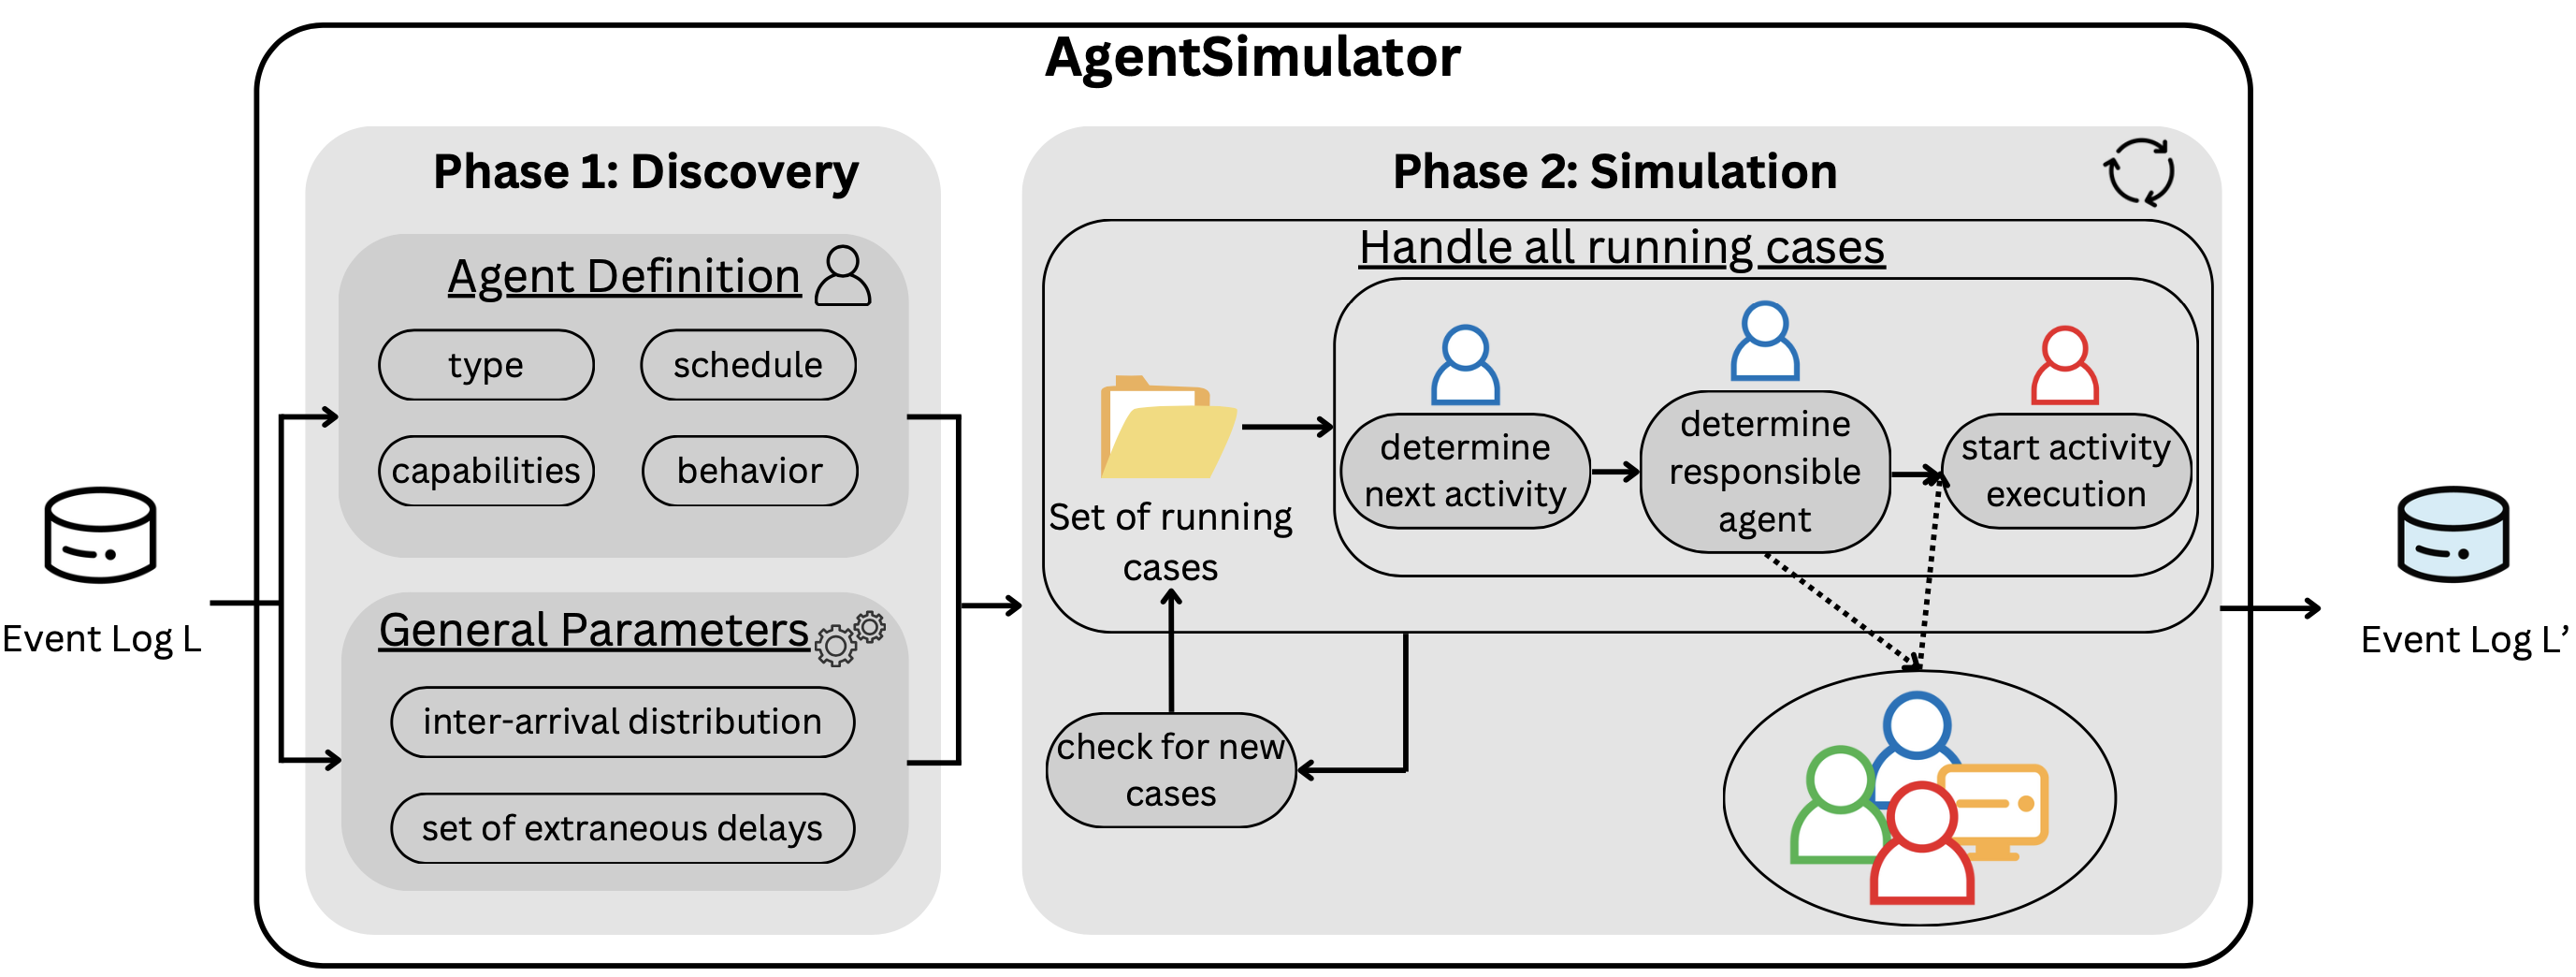 AgentSimulator
Event Log L
Phase 1: Discovery
Agent Definition
type
schedule
capabilities
behavior
General Parameters
inter-arrival distribution
set of extraneous delays
Phase 2: Simulation
Handle all running cases
Set of running
cases
determine
next activity
determine
responsible
agent
start activity
execution
check for new
cases
Event Log L’